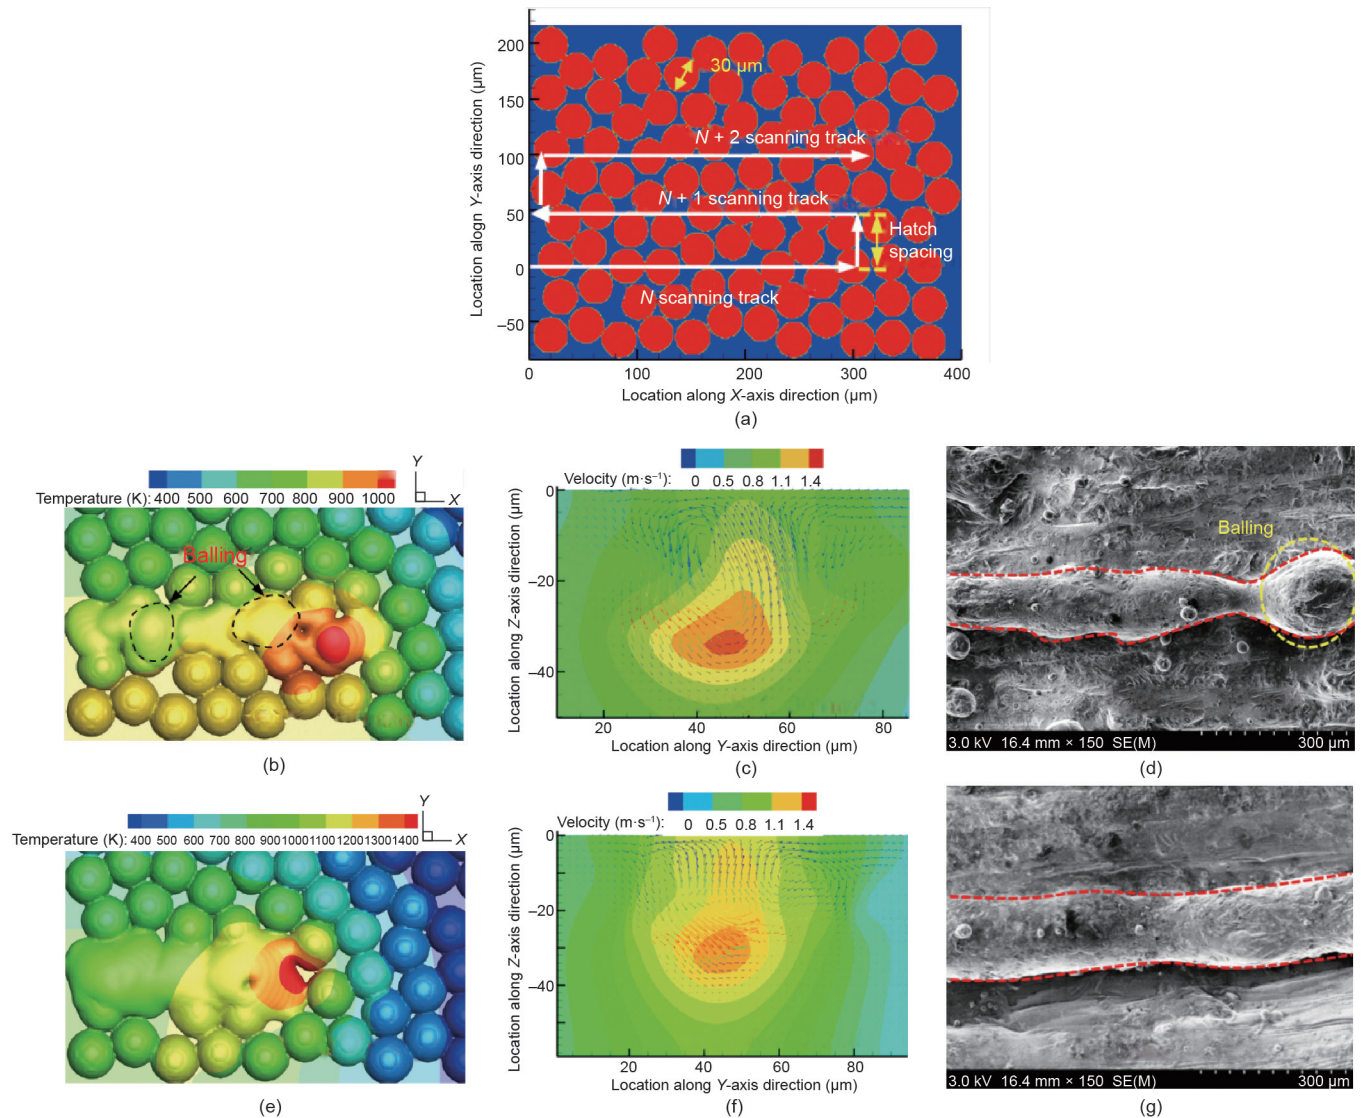 200
150
100
50
0
−50
Location alogn Y-axis direction (μm)
30 μm
N + 2 scanning track
N + 1 scanning track
Hatch
spacing
N scanning track
0 100 200 300 400
Location along X-axis direction (μm)
(a)
Temperature (K): 400 500 600 700 800 900 1000
Y
X
Balling
(b)
Velocity (m·s⁻¹): 0 0.5 0.8 1.1 1.4
0
−20
−40
Location along Z-axis direction (μm)
20 40 60 80
Location along Y-axis direction (μm)
(c)
Balling
3.0 kV 16.4 mm × 150 SE(M) 300 μm
(d)
Temperature (K): 400 500 600 700 800 900 1000 1100 1200 1300 1400
Y
X
(e)
Velocity (m·s⁻¹): 0 0.5 0.8 1.1 1.4
0
−20
−40
Location along Z-axis direction (μm)
20 40 60 80
Location along Y-axis direction (μm)
(f)
3.0 kV 16.4 mm × 150 SE(M) 300 μm
(g)